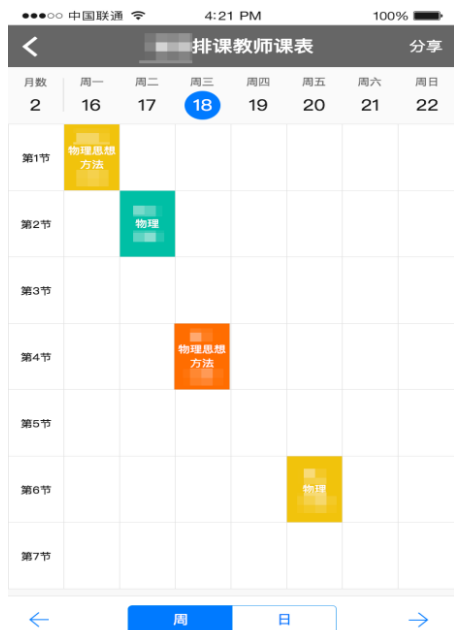 中国联通 4:21 PM 100%
排课教师课表 分享
月数 周一 周二 周三 周四 周五 周六 周日
2 16 17 18 19 20 21 22
第1节
物理思想
方法
第2节
物理
第3节
第4节
物理思想
方法
第5节
第6节
物理
第7节
周 日